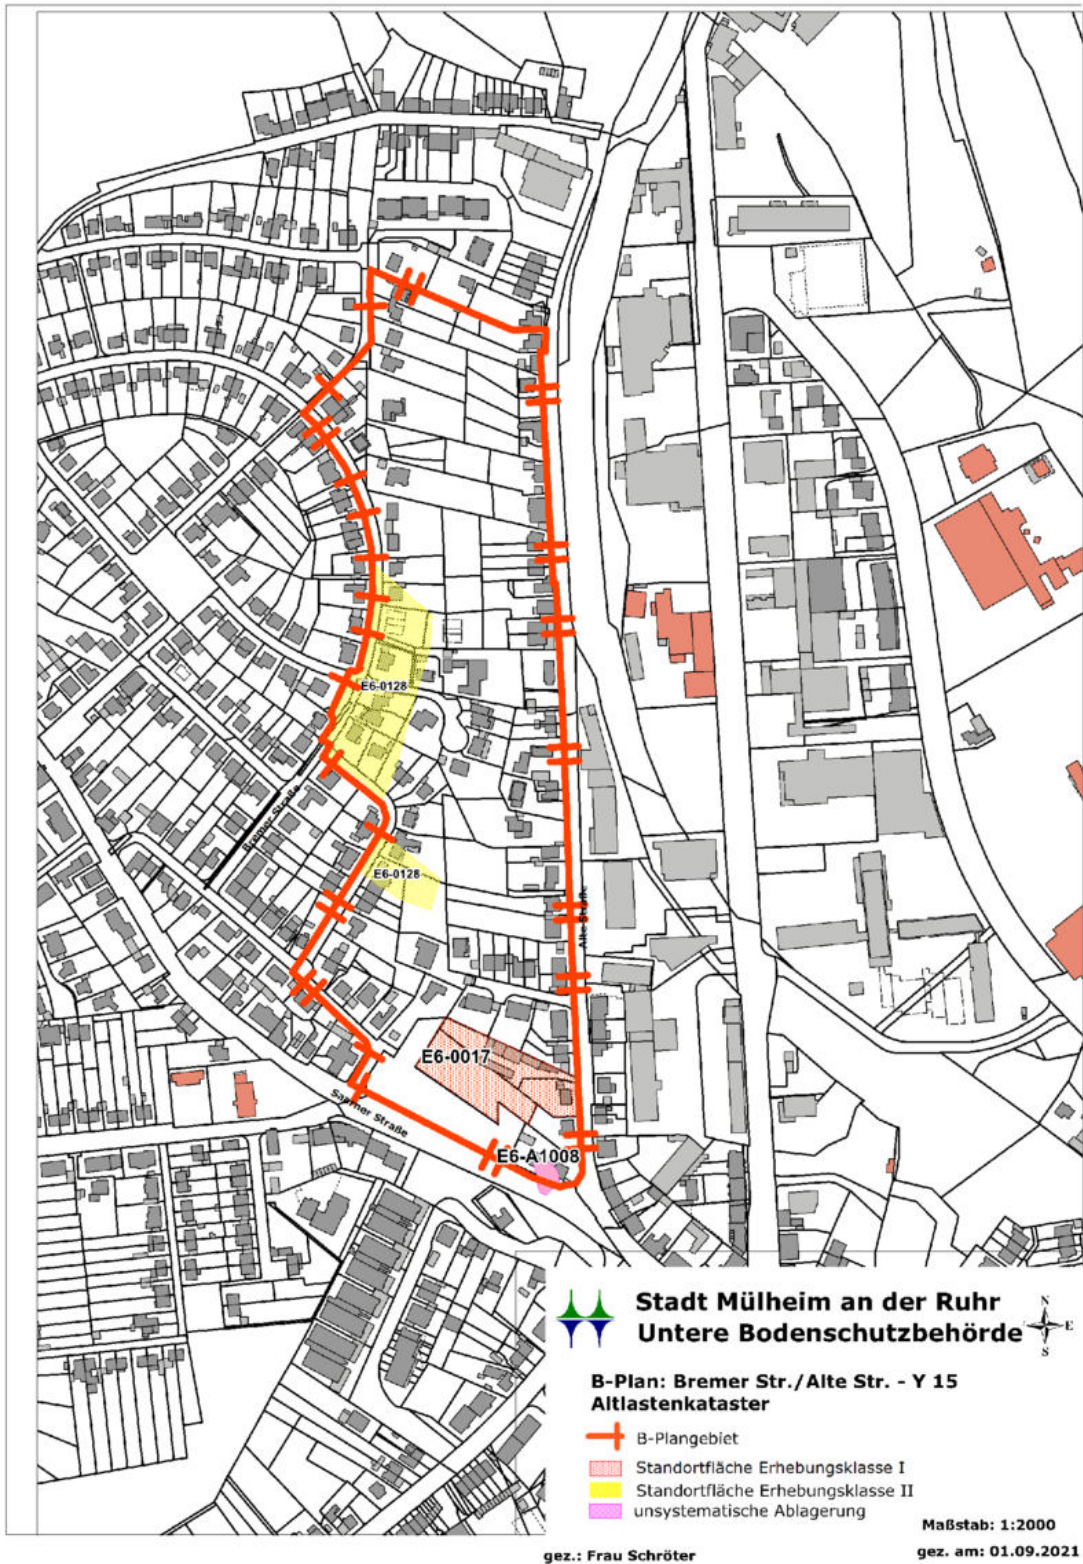 E6-0128
Bremer Straße
E6-0128
Alte Straße
E6-0017
Saarner Straße
E6-A1008
Stadt Mülheim an der Ruhr
Untere Bodenschutzbehörde
N
E
S
B-Plan: Bremer Str./Alte Str. - Y 15
Altlastenkataster
B-Plangebiet
Standortfläche Erhebungsklasse I
Standortfläche Erhebungsklasse II
unsystematische Ablagerung
Maßstab: 1:2000
gez.: Frau Schröter
gez. am: 01.09.2021